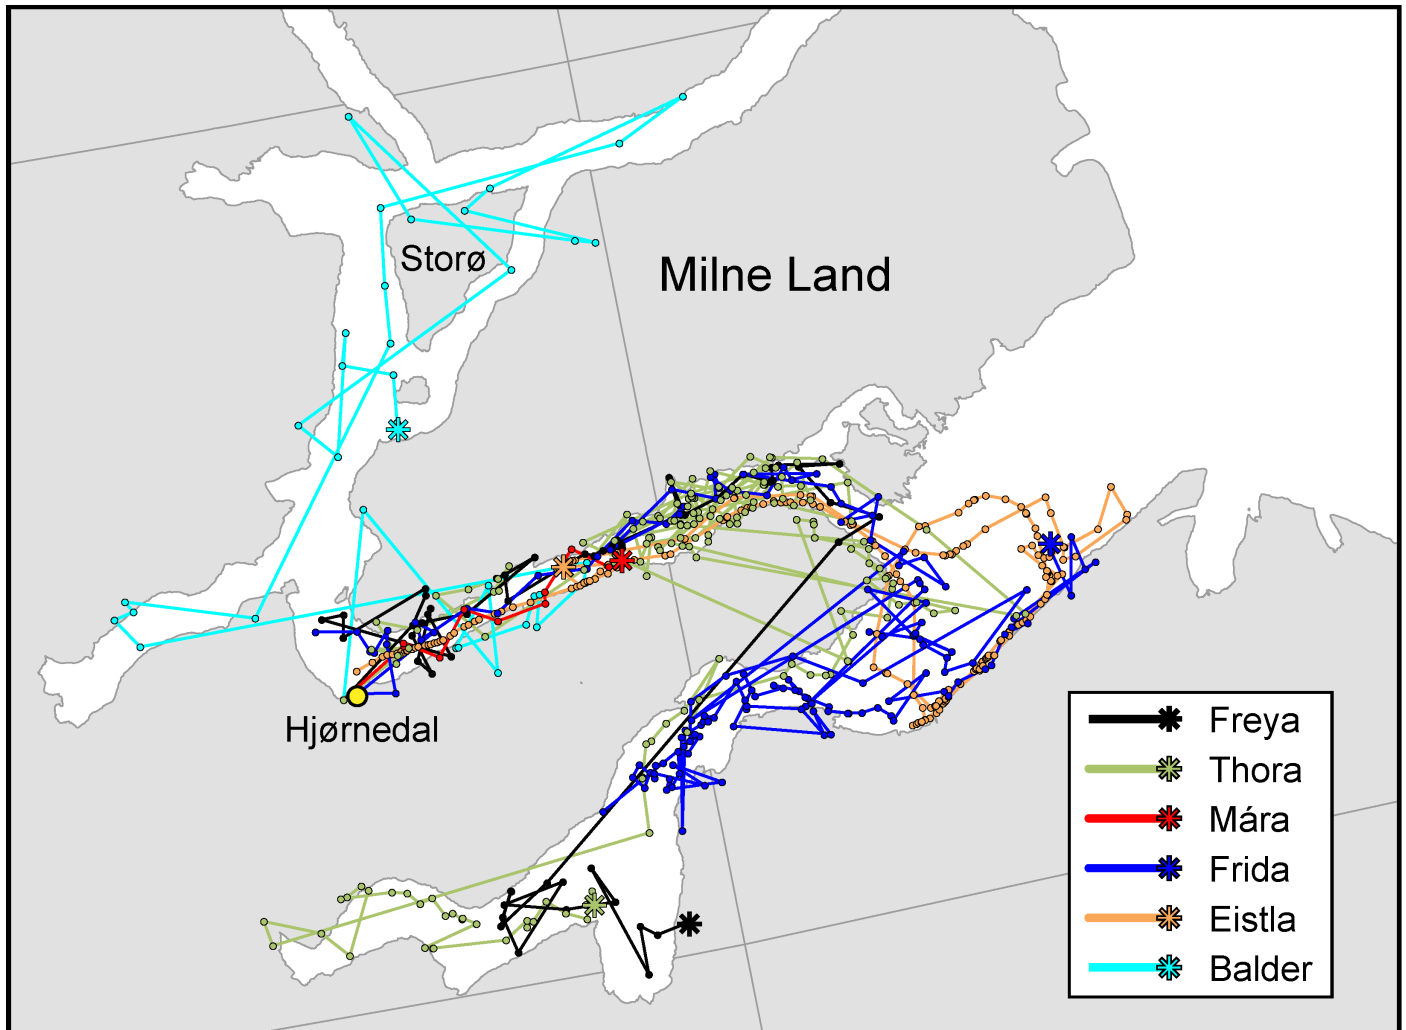 Storø
Milne Land
Hjørnedal
Freya
Thora
Mára
Frida
Eistla
Balder